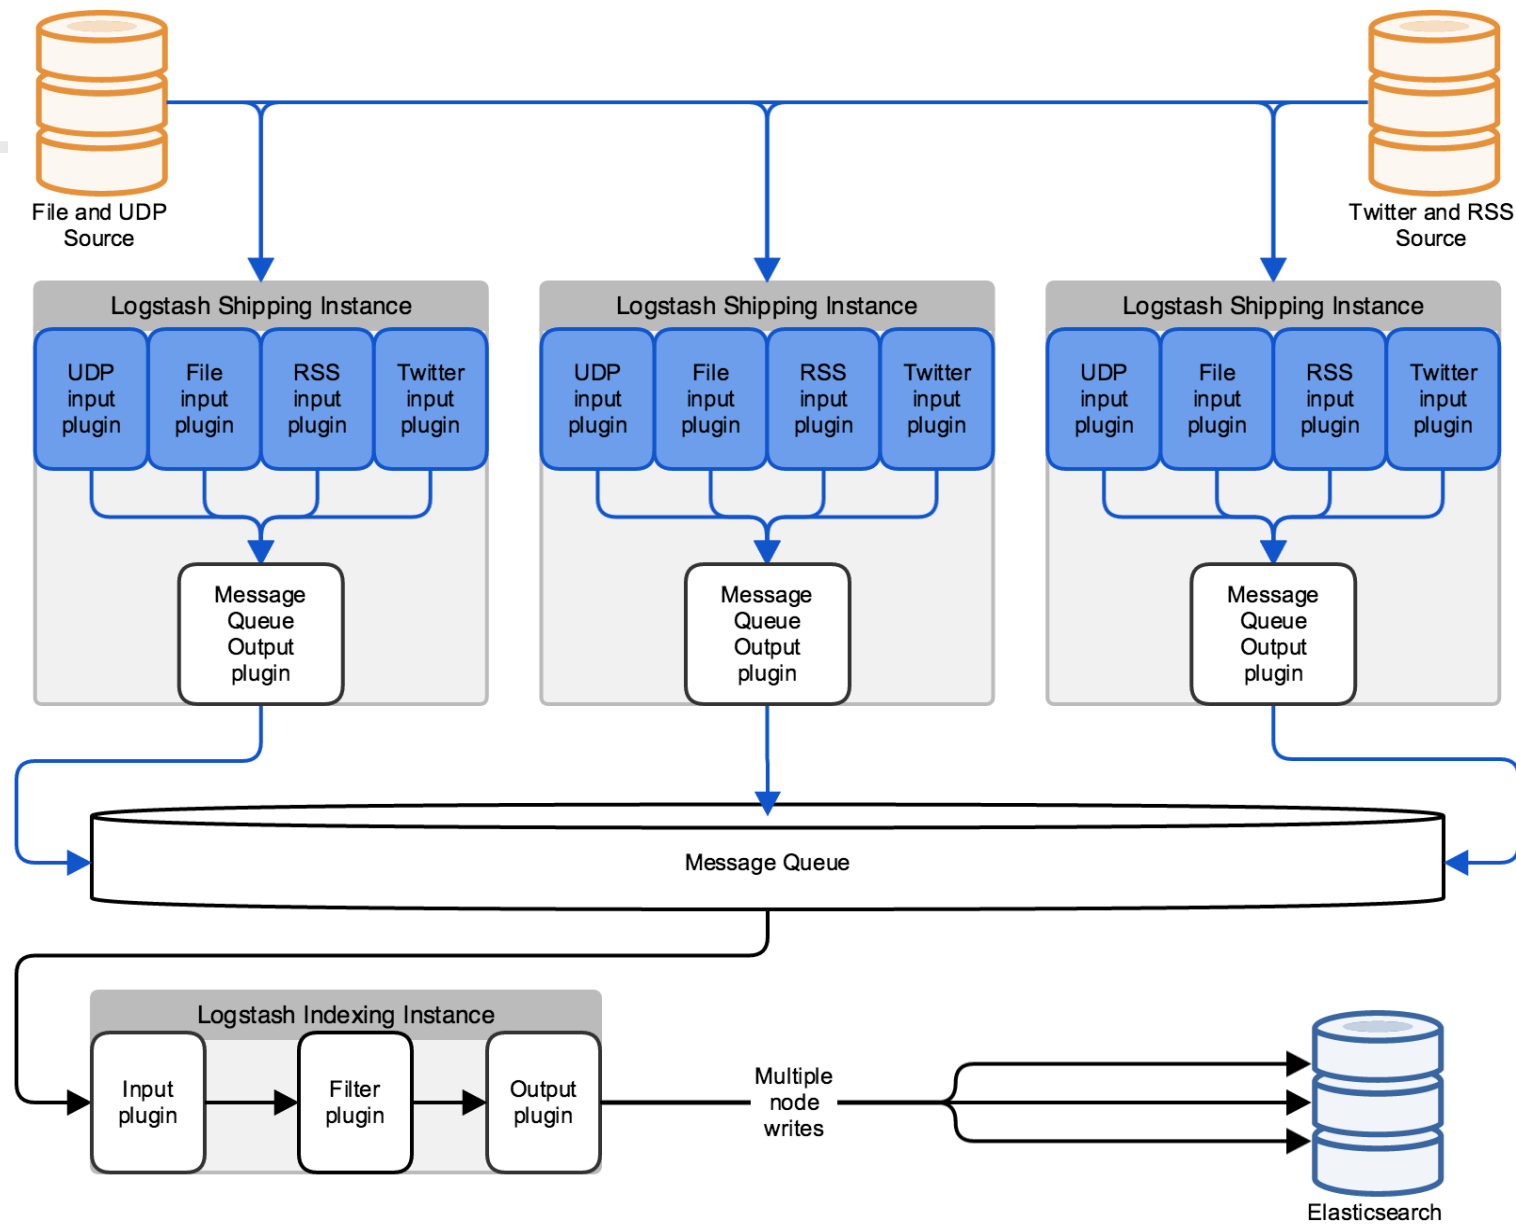 File and UDP
Source
Twitter and RSS
Source
Logstash Shipping Instance
UDP
input
plugin
File
input
plugin
RSS
input
plugin
Twitter
input
plugin
Message
Queue
Output
plugin
Logstash Shipping Instance
UDP
input
plugin
File
input
plugin
RSS
input
plugin
Twitter
input
plugin
Message
Queue
Output
plugin
Logstash Shipping Instance
UDP
input
plugin
File
input
plugin
RSS
input
plugin
Twitter
input
plugin
Message
Queue
Output
plugin
Message Queue
Logstash Indexing Instance
Input
plugin
Filter
plugin
Output
plugin
Multiple
node
writes
Elasticsearch